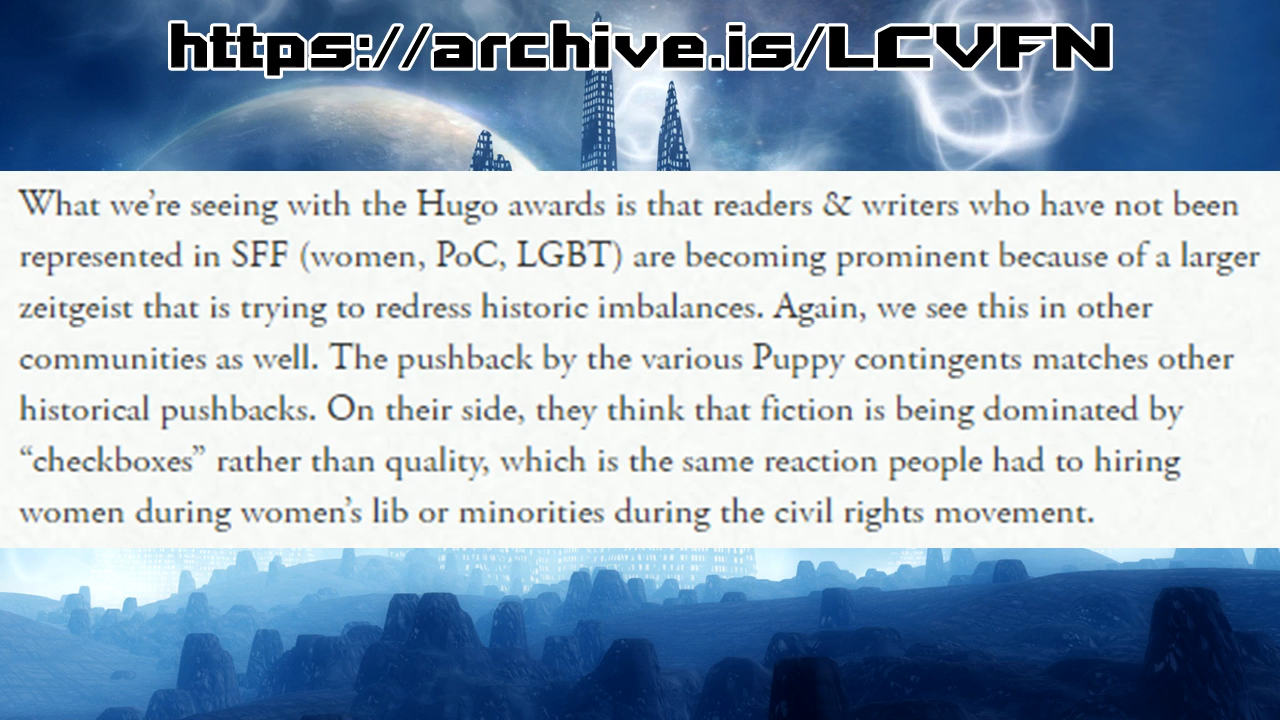 https://archive.is/LCVFN
What we’re seeing with the Hugo awards is that readers & writers who have not been
represented in SFF (women, PoC, LGBT) are becoming prominent because of a larger
zeitgeist that is trying to redress historic imbalances. Again, we see this in other
communities as well. The pushback by the various Puppy contingents matches other
historical pushbacks. On their side, they think that fiction is being dominated by
“checkboxes” rather than quality, which is the same reaction people had to hiring
women during women’s lib or minorities during the civil rights movement.